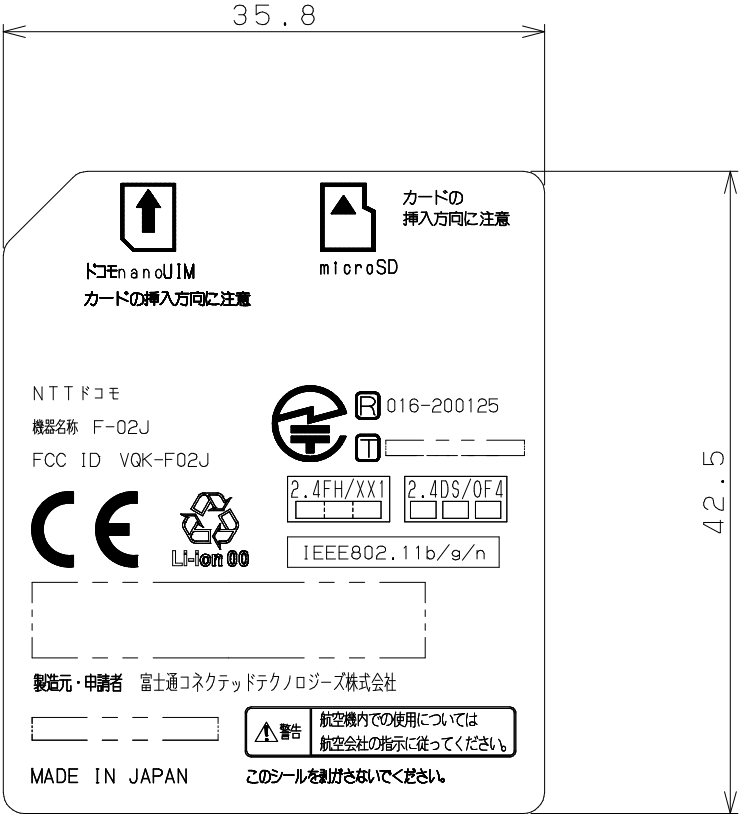 35.8
カードの
挿入方向に注意
ドコモnanoUIM
カードの挿入方向に注意
microSD
NTTドコモ
機器名称 F-02J
FCC ID VQK-F02J
R 016-200125
T
2.4FH/XX1
2.4DS/OF4
CE
Li-ion 00
IEEE802.11b/g/n
42.5
製造元・申請者 富士通コネクテッドテクノロジーズ株式会社
警告
航空機内での使用については
航空会社の指示に従ってください。
MADE IN JAPAN
このシールを剥がさないでください。